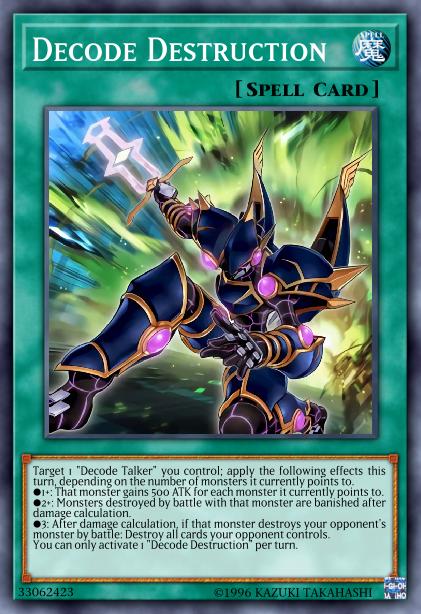 DECODE DESTRUCTION
SPELL
魔
[SPELL CARD]
Target 1 "Decode Talker" you control; apply the following effects this
turn, depending on the number of monsters it currently points to.
●1+: That monster gains 500 ATK for each monster it currently points to.
●2+: Monsters destroyed by battle with that monster are banished after
damage calculation.
●3: After damage calculation, if that monster destroys your opponent's
monster by battle: Destroy all cards your opponent controls.
You can only activate 1 "Decode Destruction" per turn.
33062423
©1996 KAZUKI TAKAHASHI